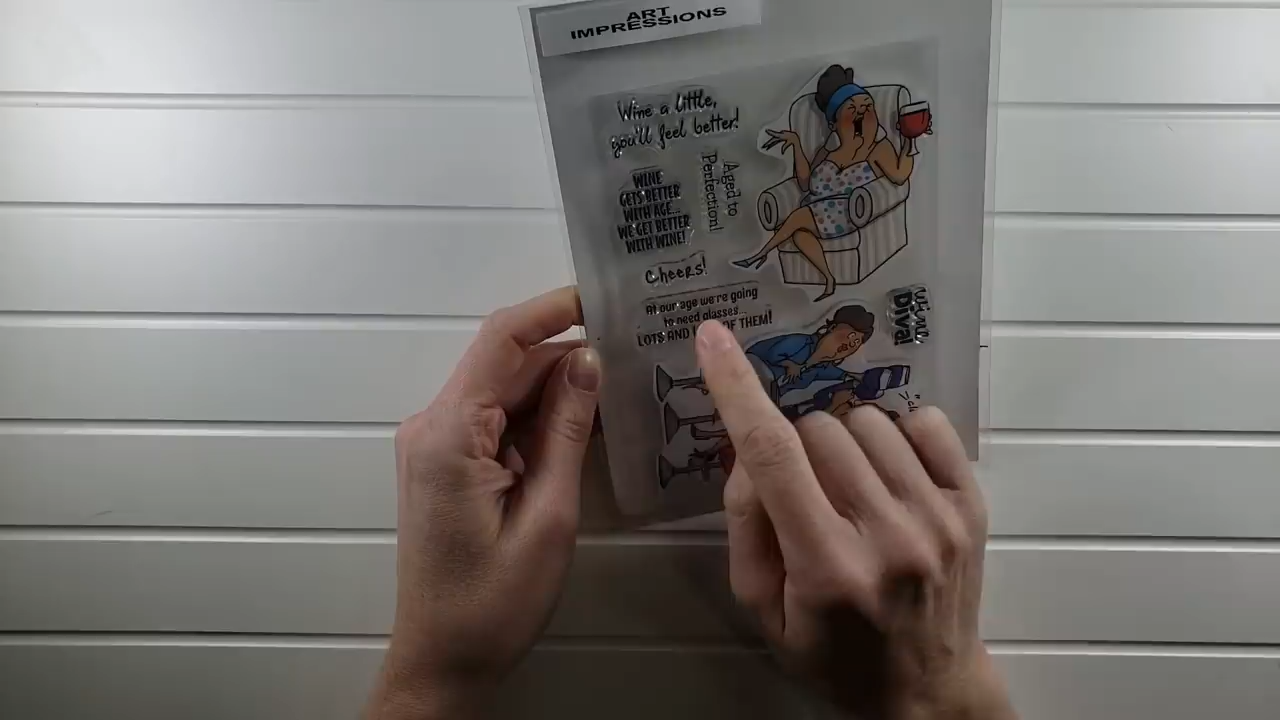 ART
IMPRESSIONS
Wine a little,
you'll feel better!
WINE
GETS BETTER
WITH AGE...
WE GET BETTER
WITH WINE!
Aged to
Perfection!
Cheers!
At our age we're going
to need glasses...
LOTS AND OF THEM!
Wine
Diva!